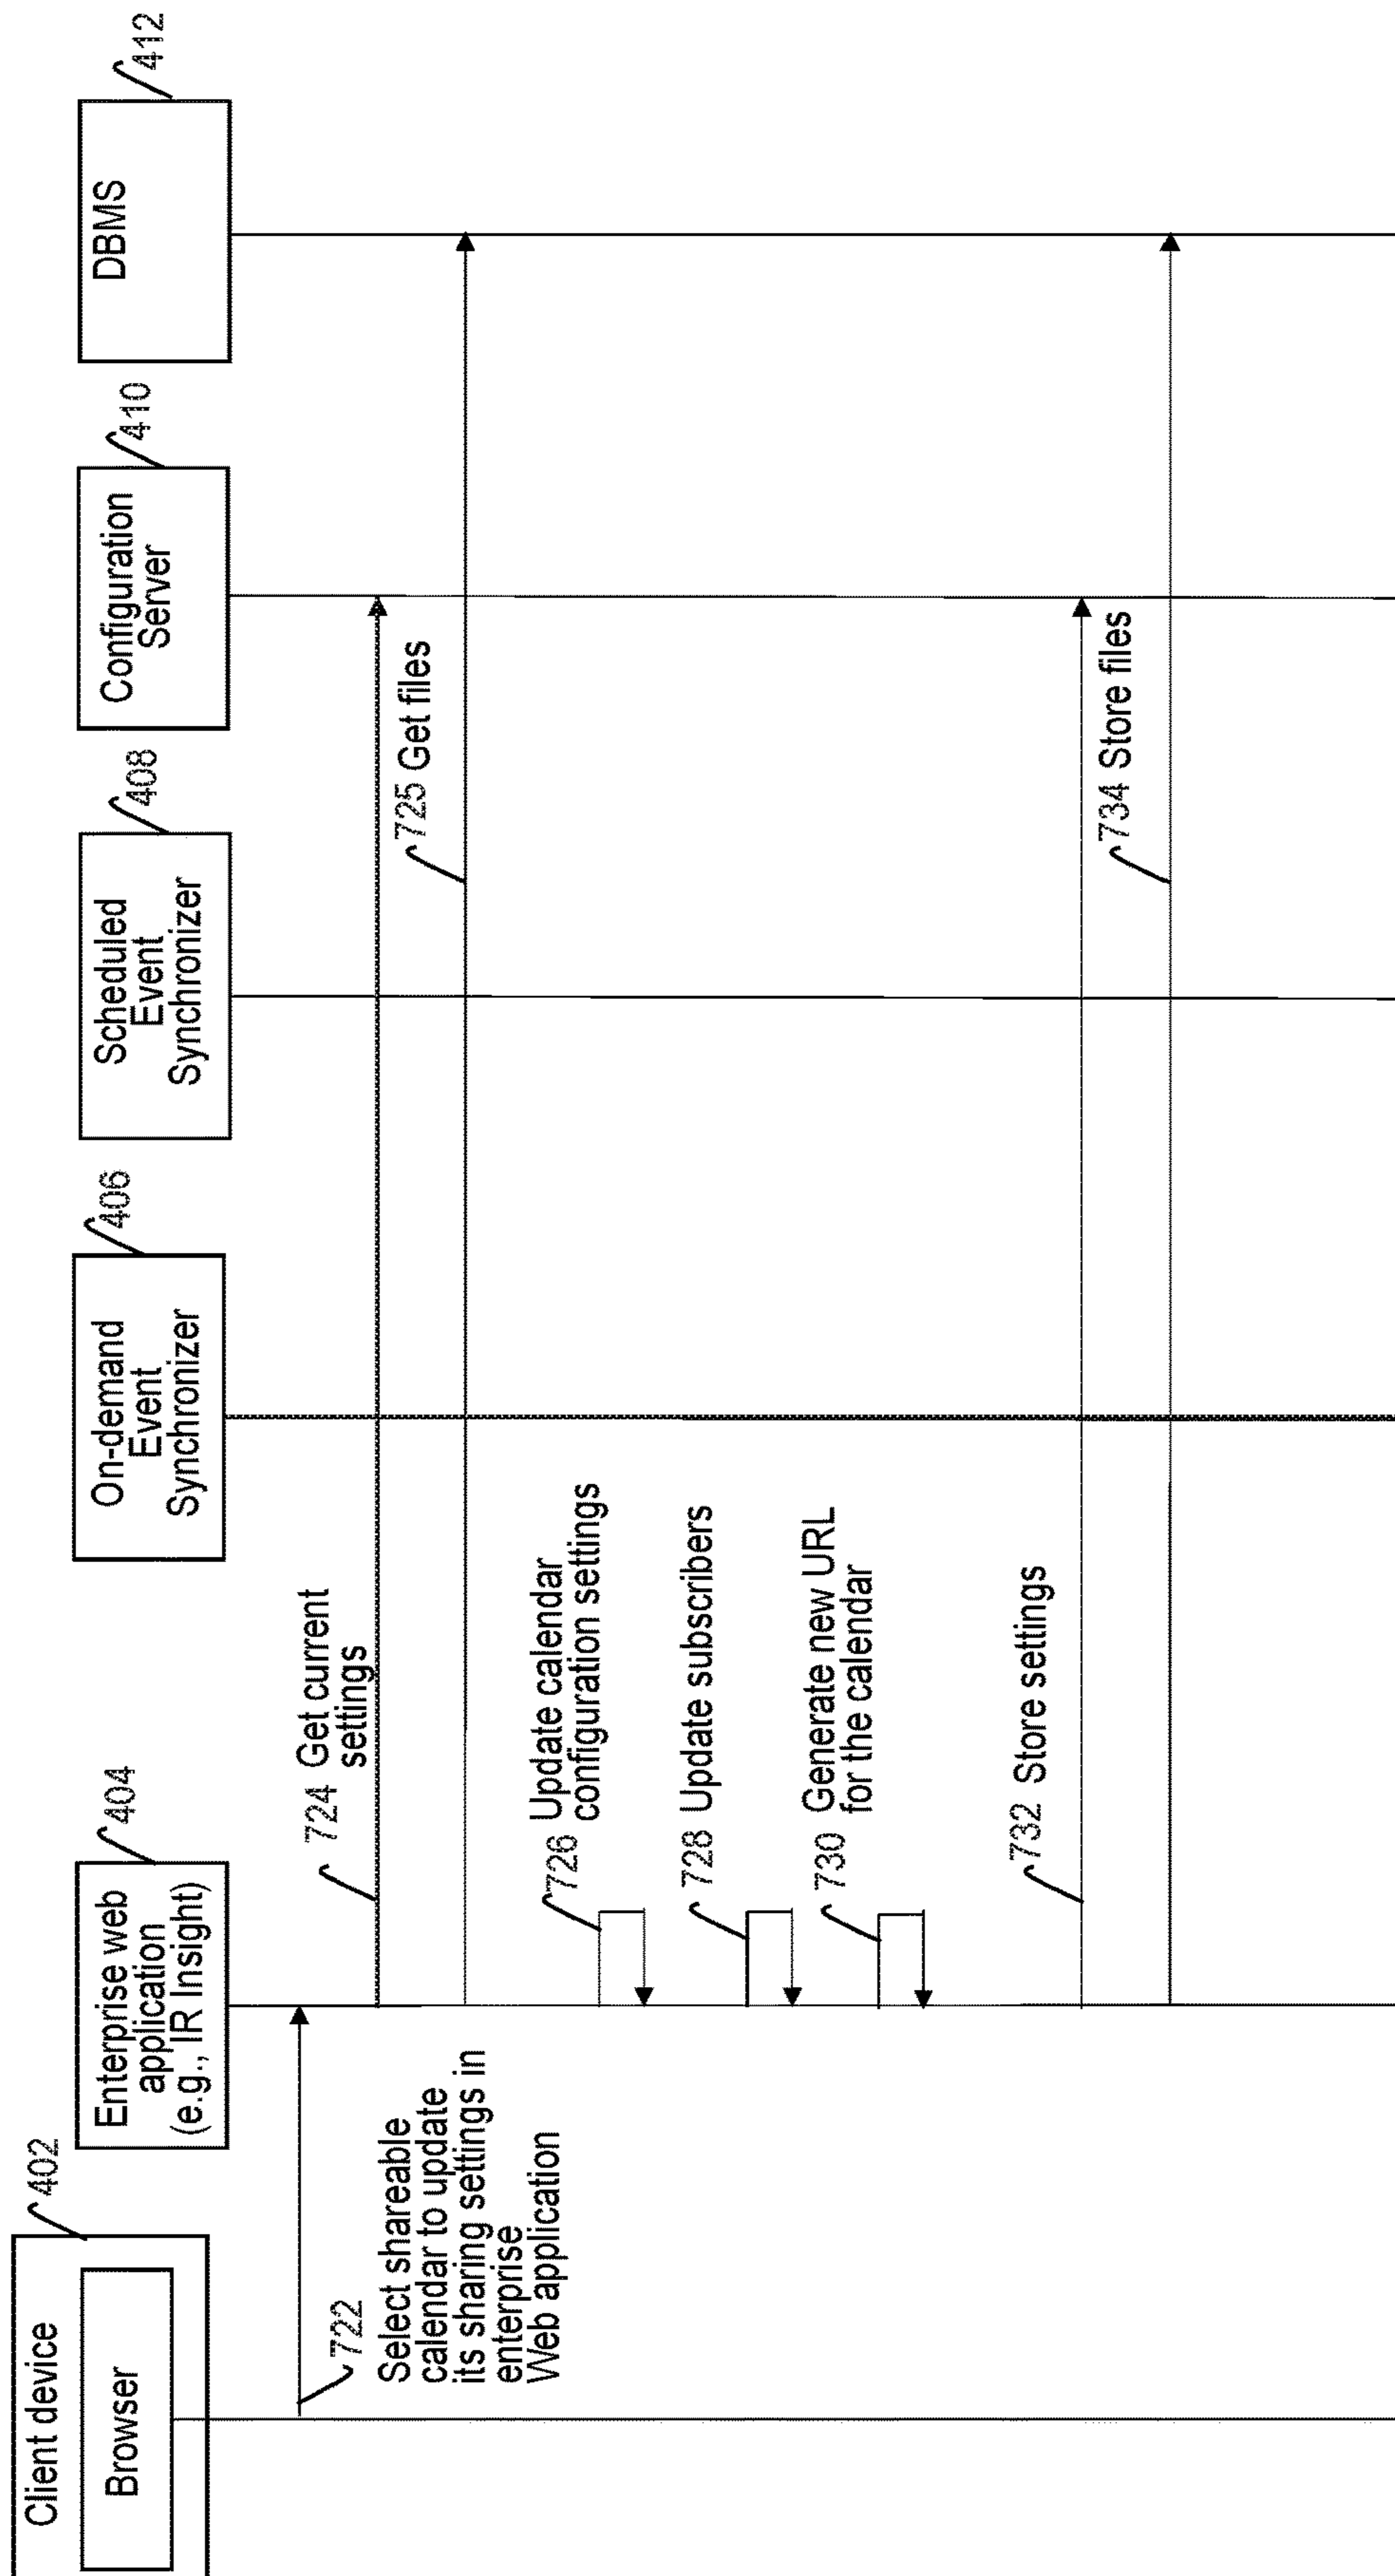 Client device
402
Browser
Enterprise web
application
(e.g., IR Insight)
404
On-demand
Event
Synchronizer
406
Scheduled
Event
Synchronizer
408
Configuration
Server
410
DBMS
412
722
Select shareable
calendar to update
its sharing settings in
enterprise
Web application
724 Get current
settings
725 Get files
726 Update calendar
configuration settings
728 Update subscribers
730 Generate new URL
for the calendar
732 Store settings
734 Store files